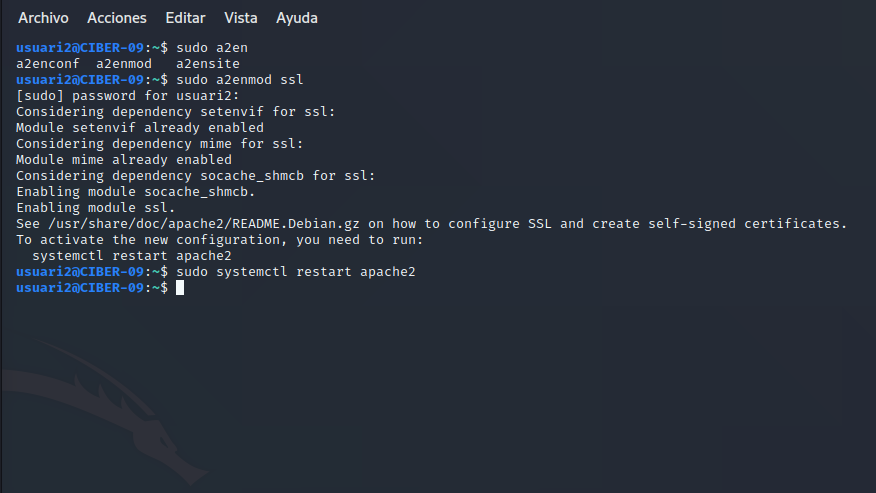 Archivo Acciones Editar Vista Ayuda
usuari2@CIBER-09:~$ sudo a2en
a2enconf  a2enmod   a2ensite
usuari2@CIBER-09:~$ sudo a2enmod ssl
[sudo] password for usuari2:
Considering dependency setenvif for ssl:
Module setenvif already enabled
Considering dependency mime for ssl:
Module mime already enabled
Considering dependency socache_shmcb for ssl:
Enabling module socache_shmcb.
Enabling module ssl.
See /usr/share/doc/apache2/README.Debian.gz on how to configure SSL and create self-signed certificates.
To activate the new configuration, you need to run:
  systemctl restart apache2
usuari2@CIBER-09:~$ sudo systemctl restart apache2
usuari2@CIBER-09:~$